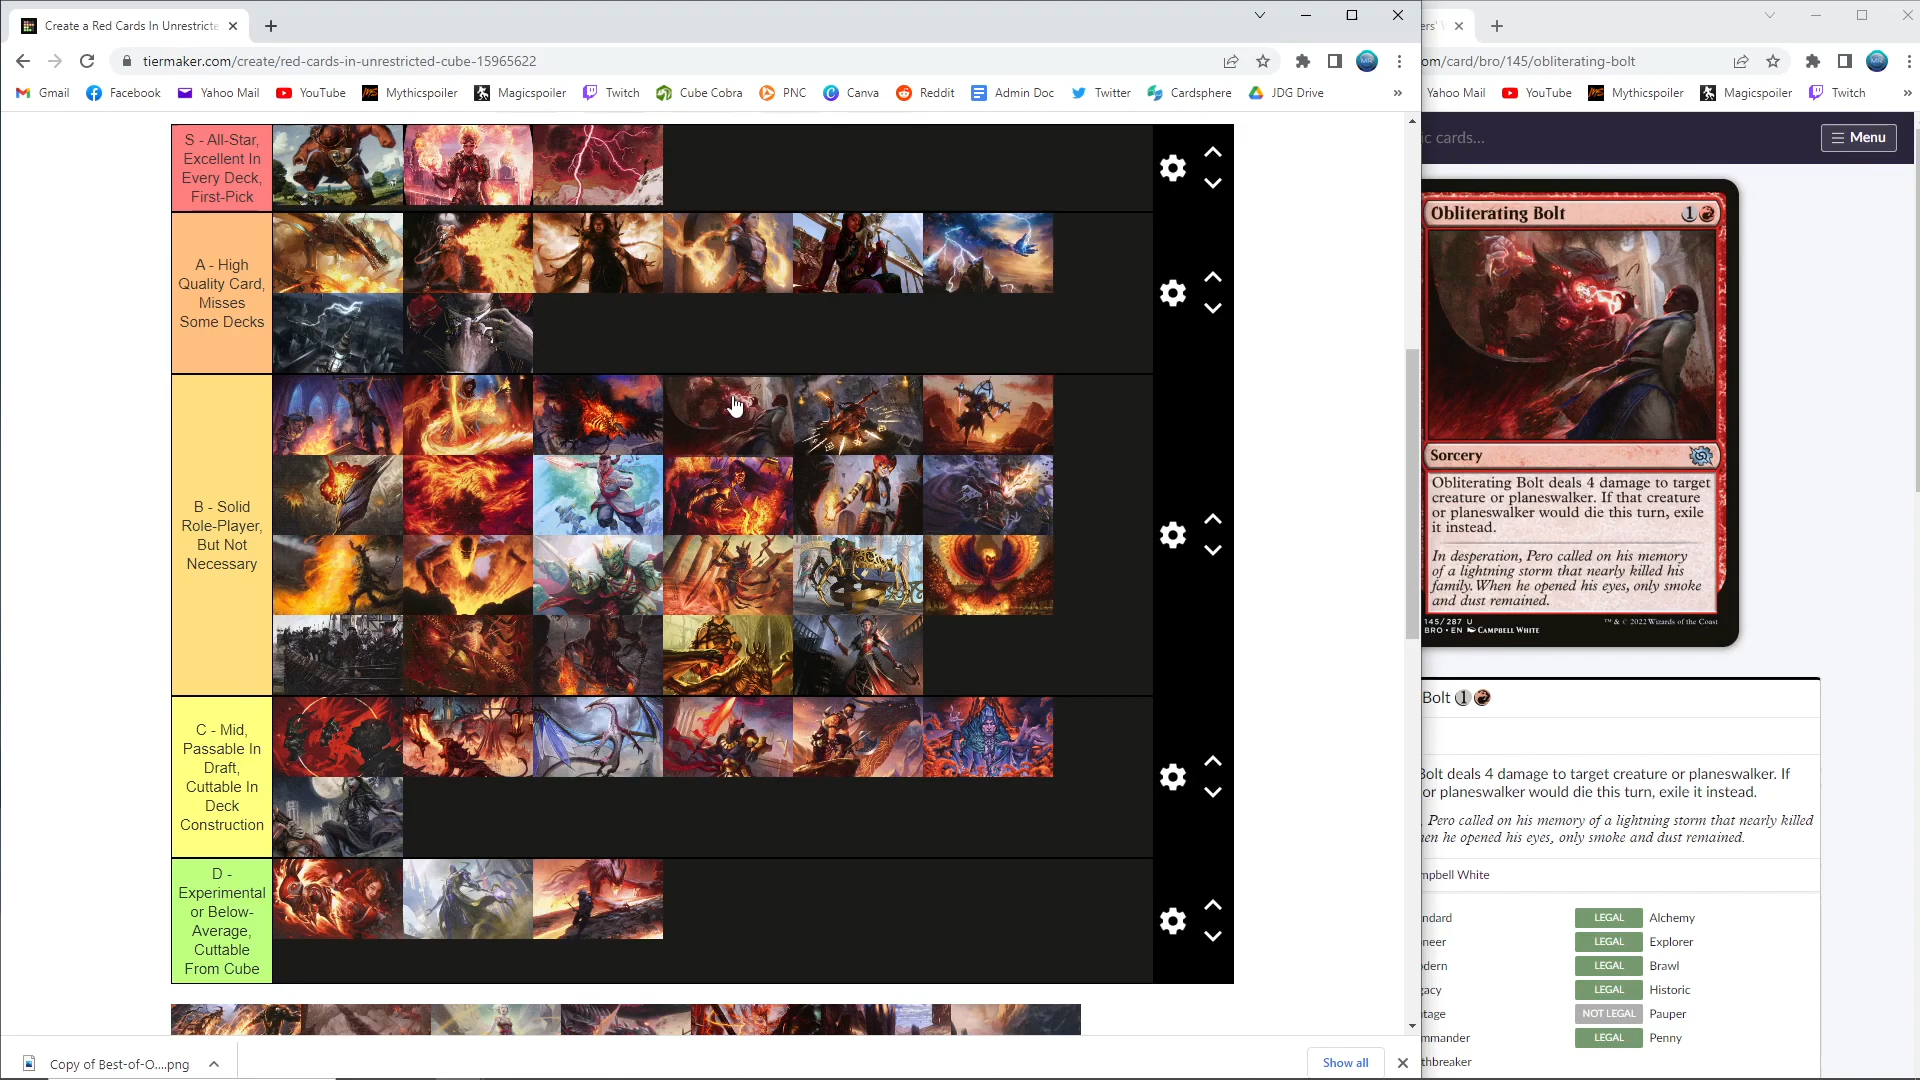 Create a Red Cards In Unrestricte
ers' \
tiermaker.com/create/red-cards-in-unrestricted-cube-15965622
om/card/bro/145/obliterating-bolt
Gmail Facebook Yahoo Mail YouTube Mythicspoiler Magicspoiler Twitch Cube Cobra PNC Canva Reddit Admin Doc Twitter Cardsphere JDG Drive »
Yahoo Mail YouTube Mythicspoiler Magicspoiler Twitch »
ic cards...
Menu
S - All-Star,
Excellent In
Every Deck,
First-Pick
A - High
Quality Card,
Misses
Some Decks
B - Solid
Role-Player,
But Not
Necessary
C - Mid,
Passable In
Draft,
Cuttable In
Deck
Construction
D -
Experimental
or Below-
Average,
Cuttable
From Cube
Obliterating Bolt 1
Sorcery
Obliterating Bolt deals 4 damage to target
creature or planeswalker. If that creature
or planeswalker would die this turn, exile
it instead.
In desperation, Pero called on his memory
of a lightning storm that nearly killed his
family. When he opened his eyes, only smoke
and dust remained.
145/287 U
BRO • EN CAMPBELL WHITE
™ & © 2022 Wizards of the Coast
Bolt 1
Bolt deals 4 damage to target creature or planeswalker. If
or planeswalker would die this turn, exile it instead.
, Pero called on his memory of a lightning storm that nearly killed
en he opened his eyes, only smoke and dust remained.
mpbell White
ndard LEGAL Alchemy
neer LEGAL Explorer
dern LEGAL Brawl
gacy LEGAL Historic
tage NOT LEGAL Pauper
mmander LEGAL Penny
thbreaker
Copy of Best-of-O....png
Show all